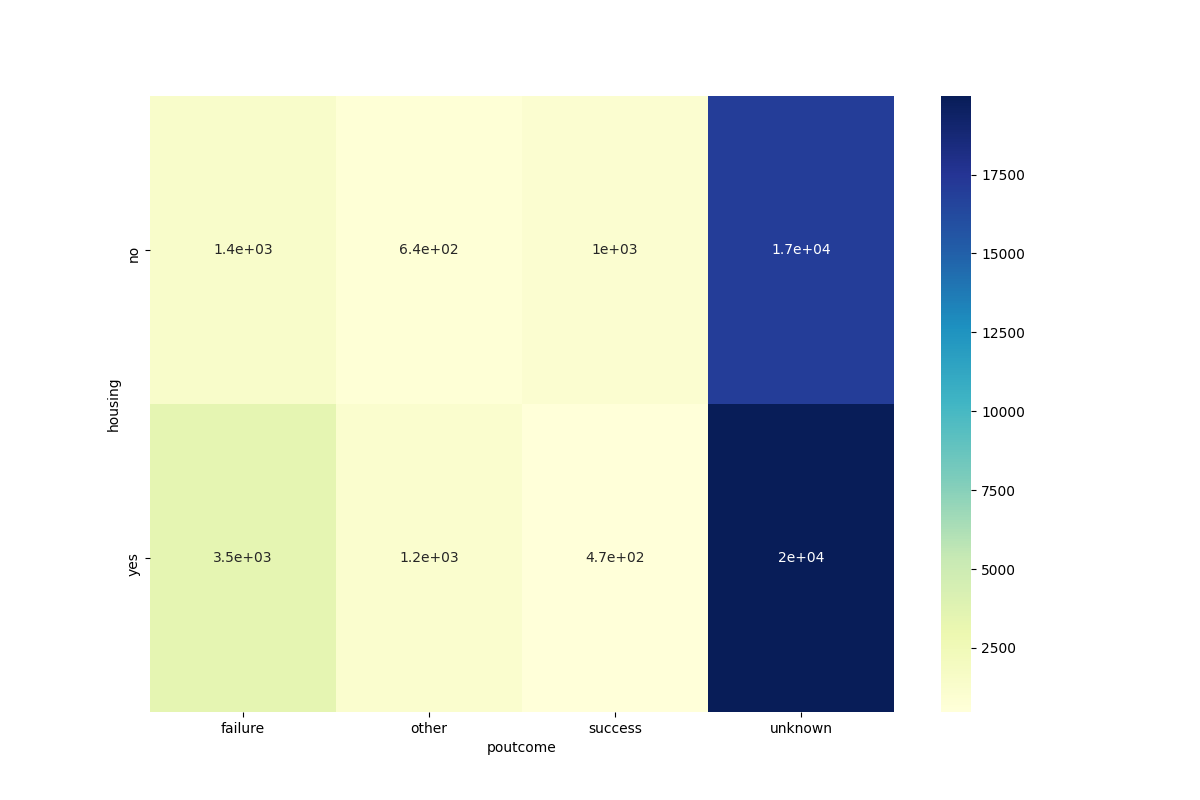 no
1.4e+03 6.4e+02 1e+03 1.7e+04
housing
yes
3.5e+03 1.2e+03 4.7e+02 2e+04
failure other success unknown
poutcome
17500
15000
12500
10000
7500
5000
2500